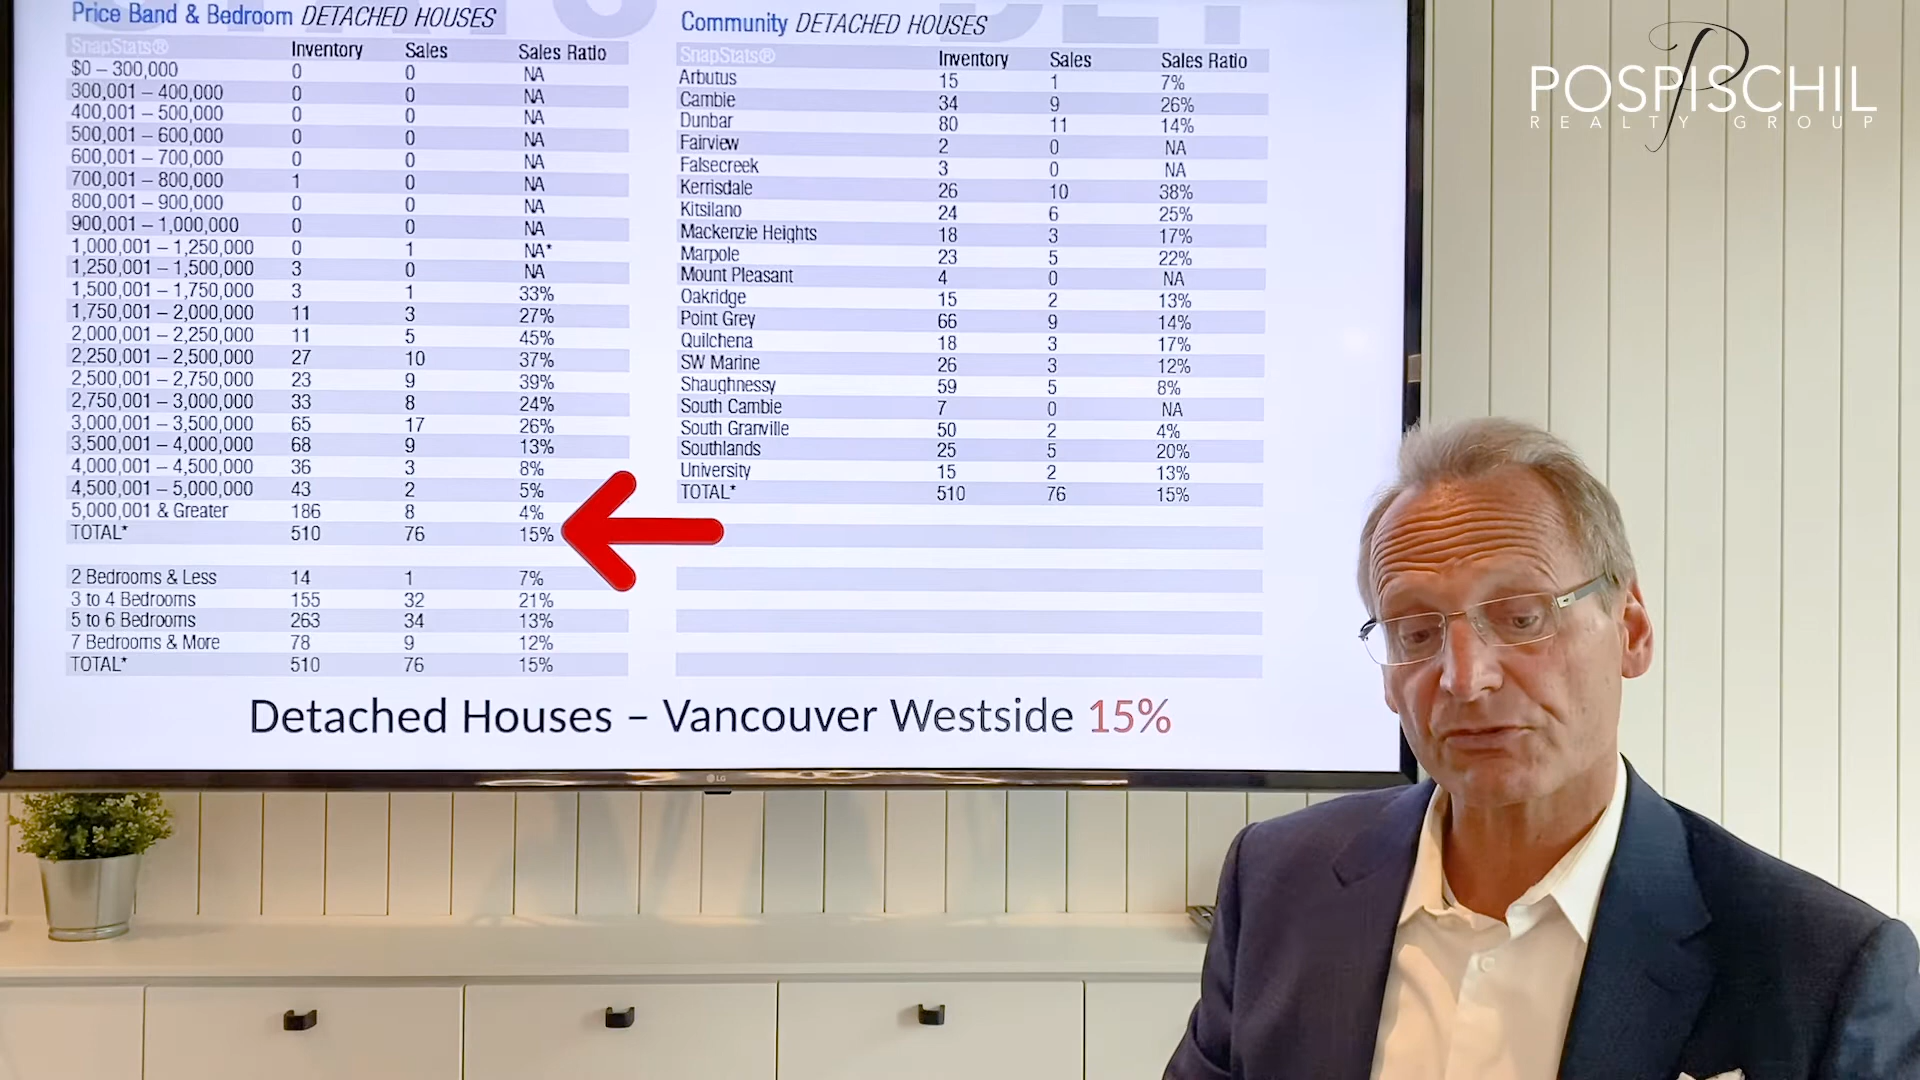 Price Band & Bedroom DETACHED HOUSES
SnapStats® Inventory Sales Sales Ratio
$0 – 300,000 0 0 NA
300,001 – 400,000 0 0 NA
400,001 – 500,000 0 0 NA
500,001 – 600,000 0 0 NA
600,001 – 700,000 0 0 NA
700,001 – 800,000 1 0 NA
800,001 – 900,000 0 0 NA
900,001 – 1,000,000 0 0 NA
1,000,001 – 1,250,000 0 1 NA*
1,250,001 – 1,500,000 3 0 NA
1,500,001 – 1,750,000 3 1 33%
1,750,001 – 2,000,000 11 3 27%
2,000,001 – 2,250,000 11 5 45%
2,250,001 – 2,500,000 27 10 37%
2,500,001 – 2,750,000 23 9 39%
2,750,001 – 3,000,000 33 8 24%
3,000,001 – 3,500,000 65 17 26%
3,500,001 – 4,000,000 68 9 13%
4,000,001 – 4,500,000 36 3 8%
4,500,001 – 5,000,000 43 2 5%
5,000,001 & Greater 186 8 4%
TOTAL* 510 76 15%
2 Bedrooms & Less 14 1 7%
3 to 4 Bedrooms 155 32 21%
5 to 6 Bedrooms 263 34 13%
7 Bedrooms & More 78 9 12%
TOTAL* 510 76 15%
Community DETACHED HOUSES
SnapStats® Inventory Sales Sales Ratio
Arbutus 15 1 7%
Cambie 34 9 26%
Dunbar 80 11 14%
Fairview 2 0 NA
Falsecreek 3 0 NA
Kerrisdale 26 10 38%
Kitsilano 24 6 25%
Mackenzie Heights 18 3 17%
Marpole 23 5 22%
Mount Pleasant 4 0 NA
Oakridge 15 2 13%
Point Grey 66 9 14%
Quilchena 18 3 17%
SW Marine 26 3 12%
Shaughnessy 59 5 8%
South Cambie 7 0 NA
South Granville 50 2 4%
Southlands 25 5 20%
University 15 2 13%
TOTAL* 510 76 15%
Detached Houses – Vancouver Westside 15%
LG
POSPISCHIL
REALTY GROUP